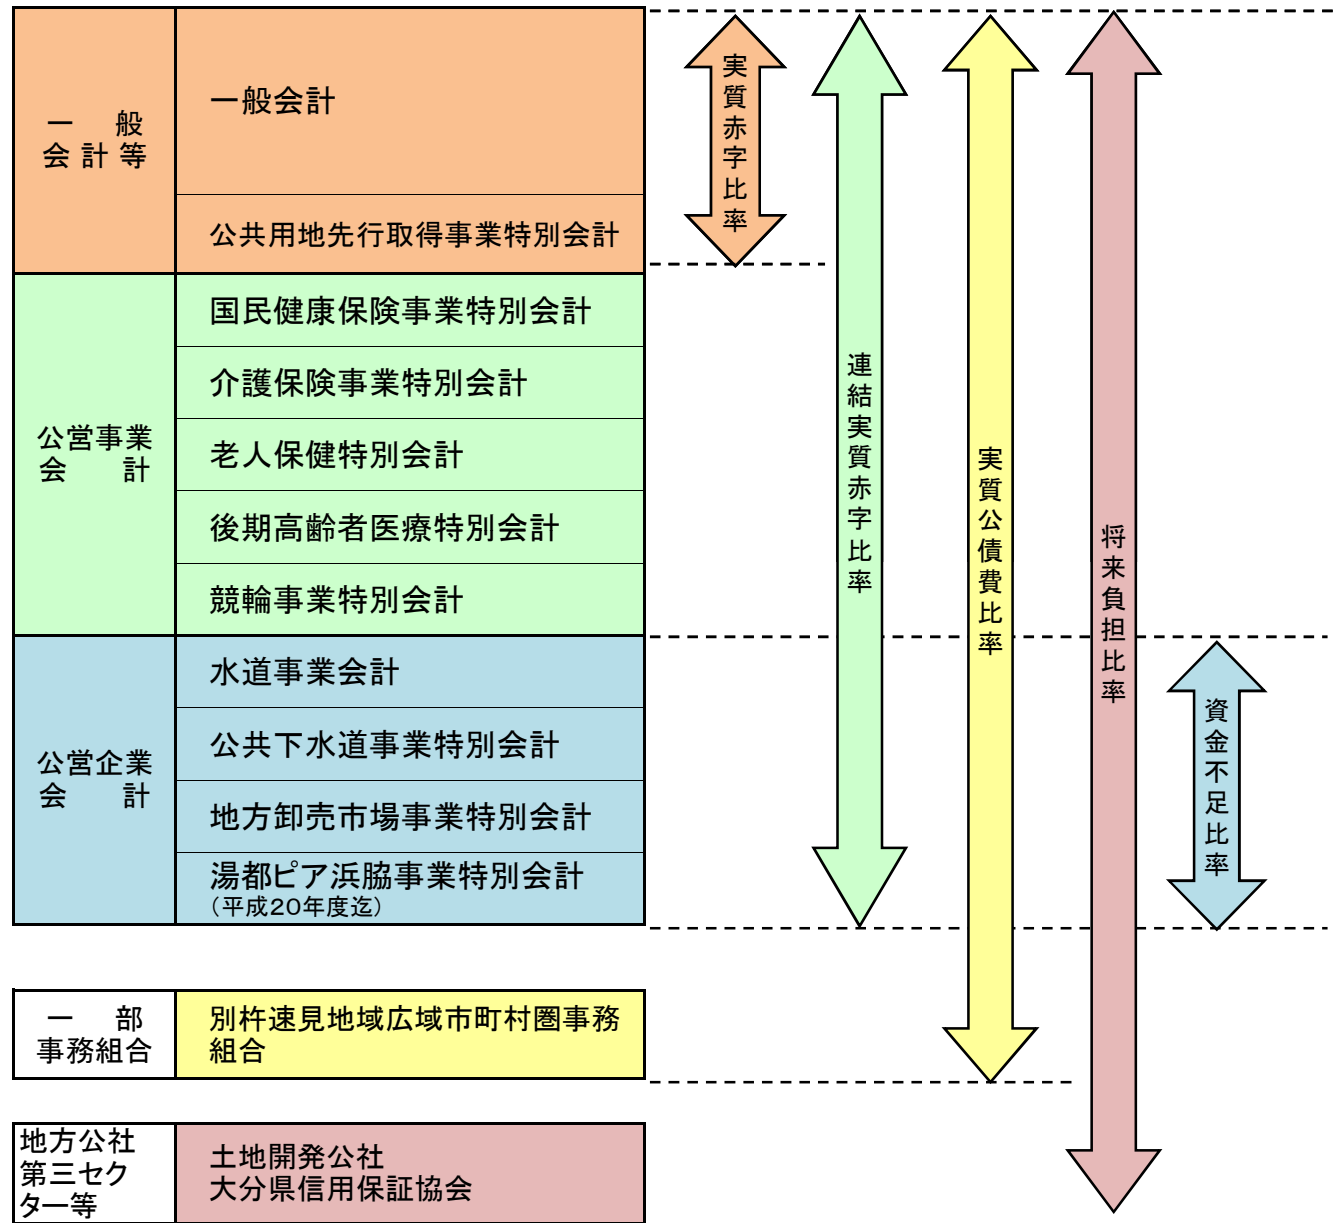 一般
会計等
一般会計
公共用地先行取得事業特別会計
公営事業
会計
国民健康保険事業特別会計
介護保険事業特別会計
老人保健特別会計
後期高齢者医療特別会計
競輪事業特別会計
公営企業
会計
水道事業会計
公共下水道事業特別会計
地方卸売市場事業特別会計
湯都ピア浜脇事業特別会計
（平成20年度迄）
一部
事務組合
別杵速見地域広域市町村圏事務
組合
地方公社
第三セク
ター等
土地開発公社
大分県信用保証協会
実質赤字比率
連結実質赤字比率
実質公債費比率
将来負担比率
資金不足比率